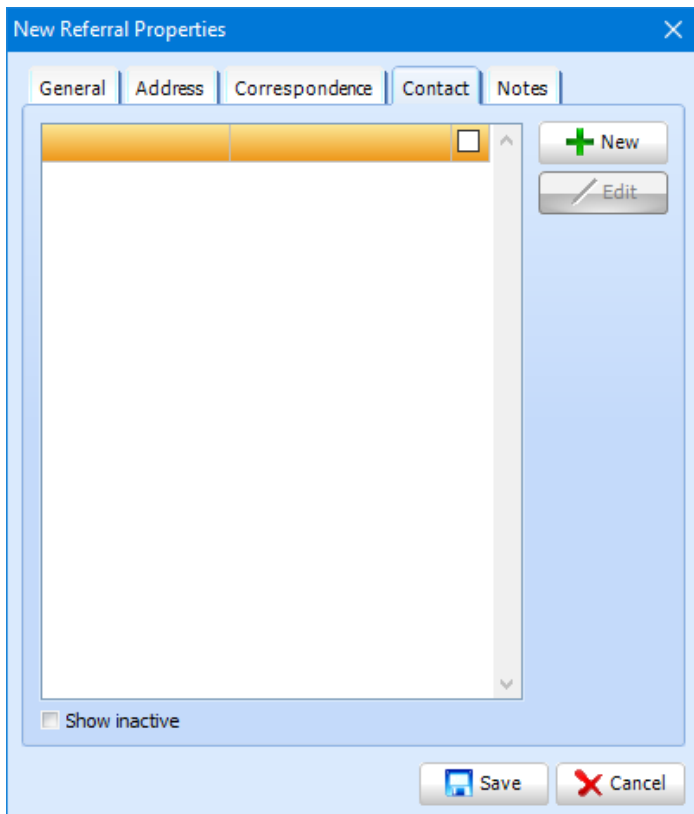 New Referral Properties
General Address Correspondence Contact Notes
New
Edit
Show inactive
Save Cancel